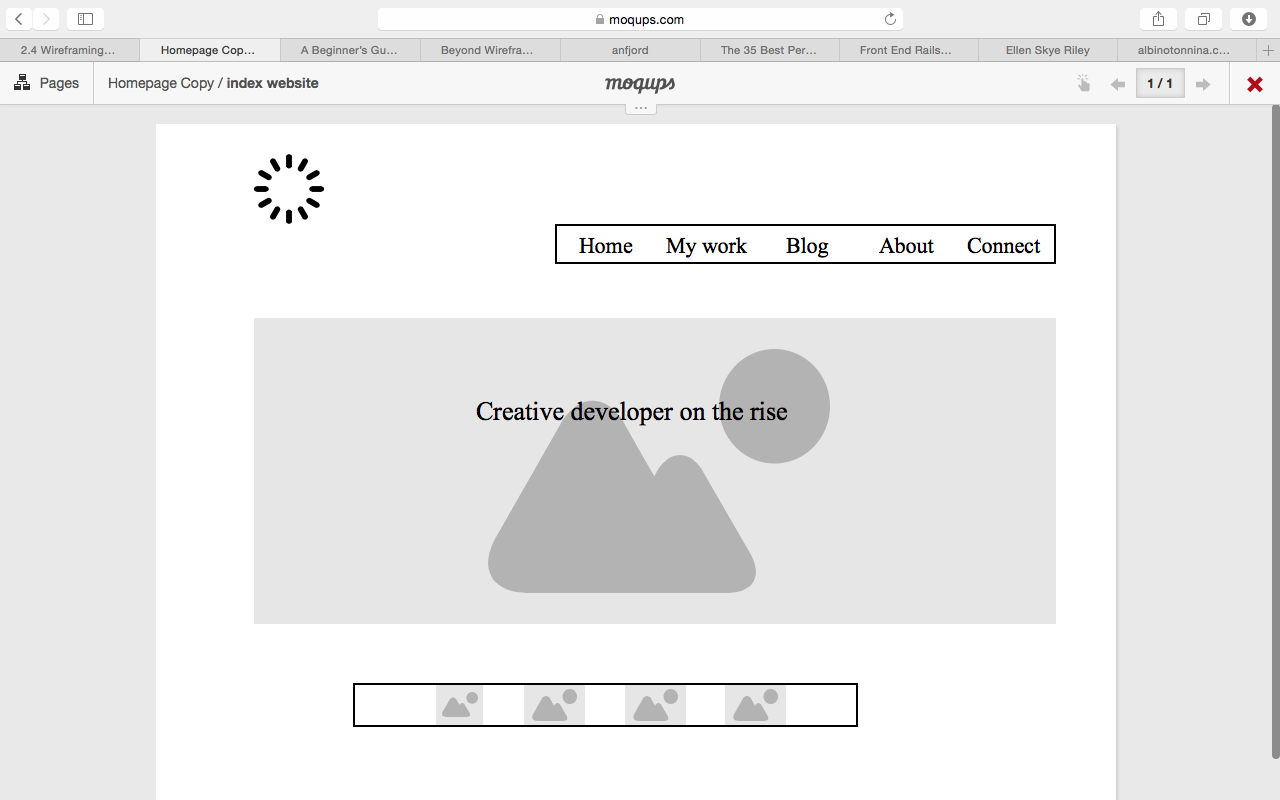 moqups.com
2.4 Wireframing… Homepage Cop… A Beginner's Gu… Beyond Wirefra… anfjord The 35 Best Per… Front End Rails… Ellen Skye Riley albinotonnina.c…
Pages Homepage Copy / index website moqups 1 / 1
Home My work Blog About Connect
Creative developer on the rise